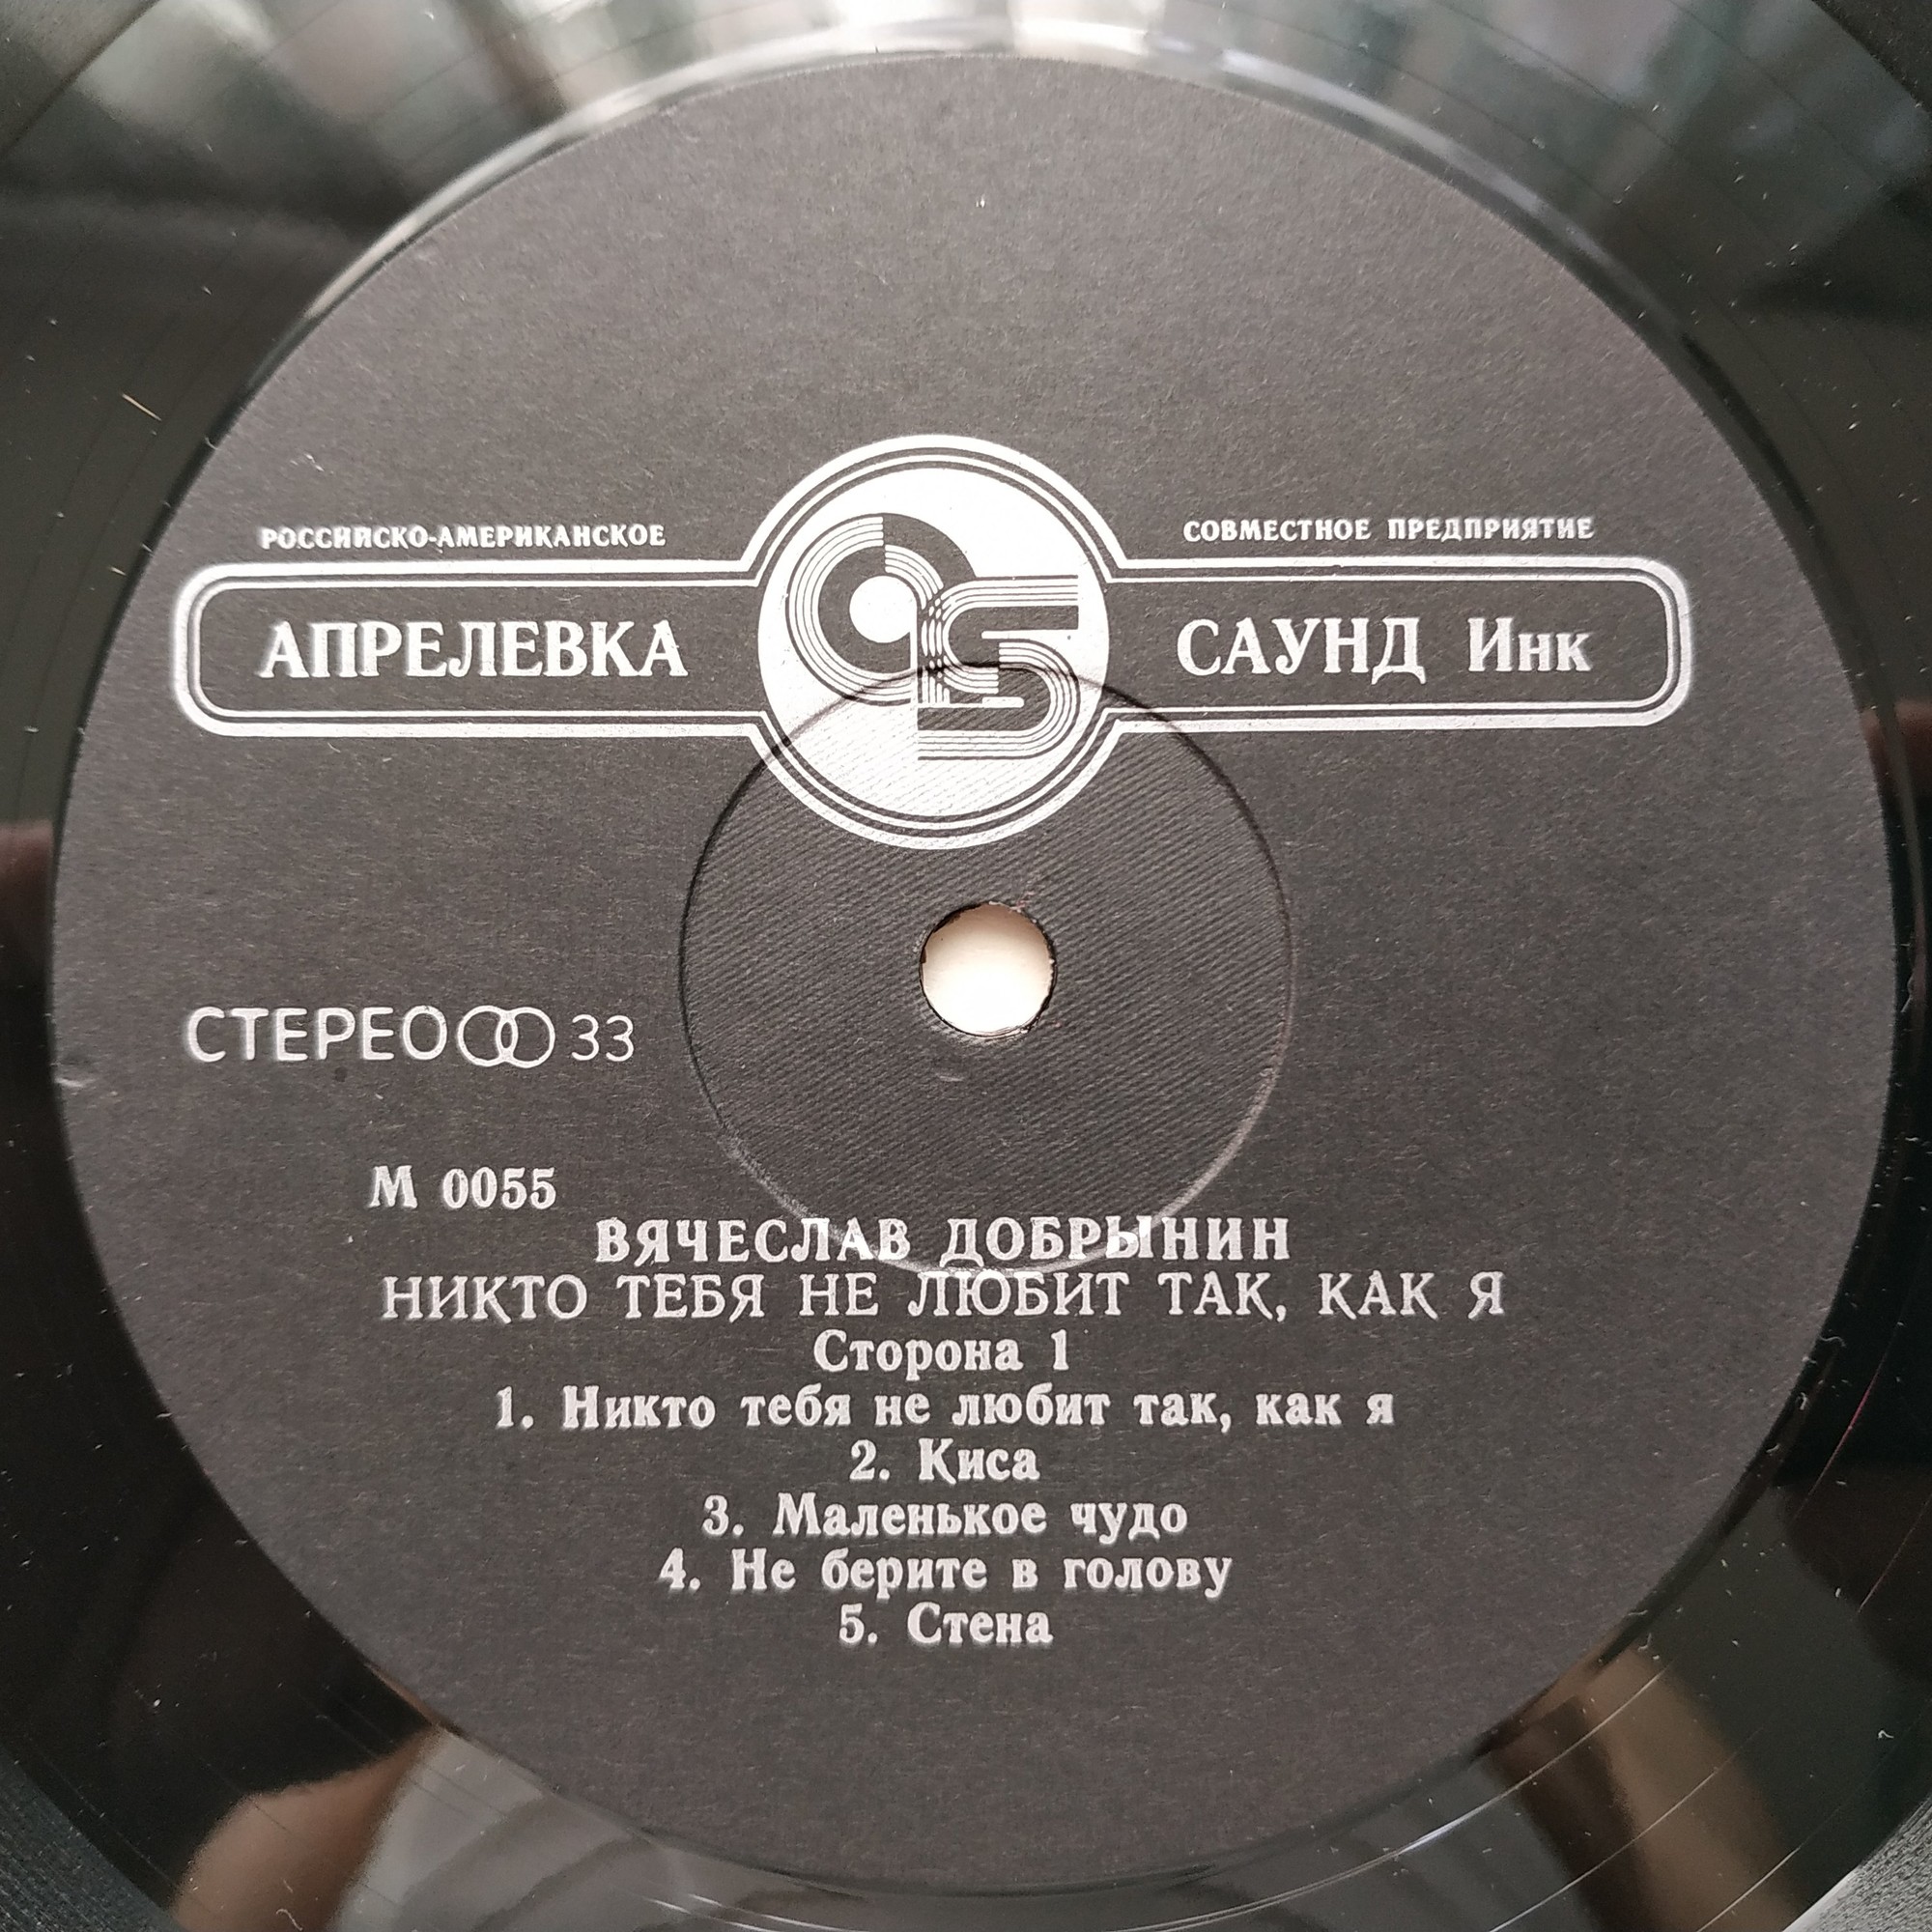 РОССИЙСКО-АМЕРИКАНСКОЕ СОВМЕСТНОЕ ПРЕДПРИЯТИЕ
АПРЕЛЕВКА САУНД Инк
СТЕРЕО 33
М 0055
ВЯЧЕСЛАВ ДОБРЫНИН
НИКТО ТЕБЯ НЕ ЛЮБИТ ТАК, КАК Я
Сторона 1
1. Никто тебя не любит так, как я
2. Киса
3. Маленькое чудо
4. Не берите в голову
5. Стена